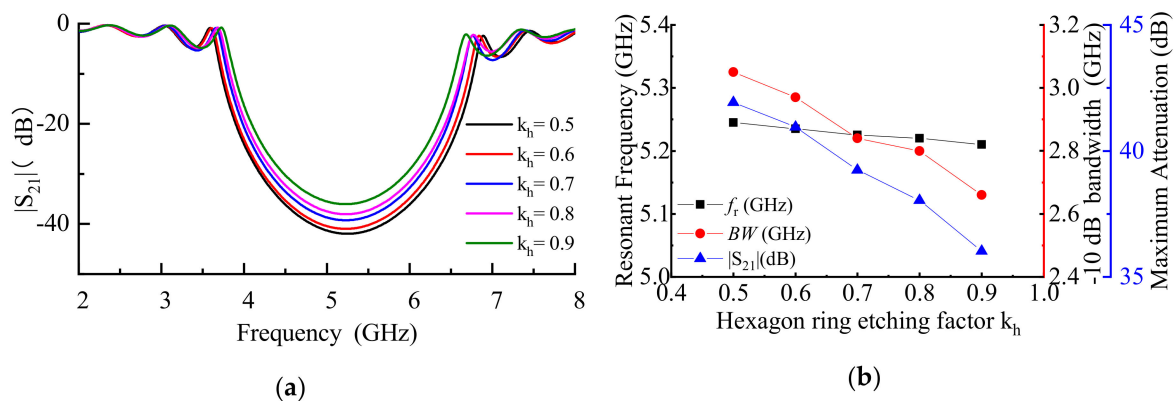 0
-20
-40
|S21|( dB)
kh= 0.5
kh= 0.6
kh= 0.7
kh= 0.8
kh= 0.9
2 3 4 5 6 7 8
Frequency (GHz)
(a)
5.4
5.3
5.2
5.1
5.0
Resonant Frequency (GHz)
fr (GHz)
BW (GHz)
|S21|(dB)
0.4 0.5 0.6 0.7 0.8 0.9 1.0
Hexagon ring etching factor kh
3.2
3.0
2.8
2.6
2.4
-10 dB bandwidth (GHz)
45
40
35
Maximum Attenuation (dB)
(b)